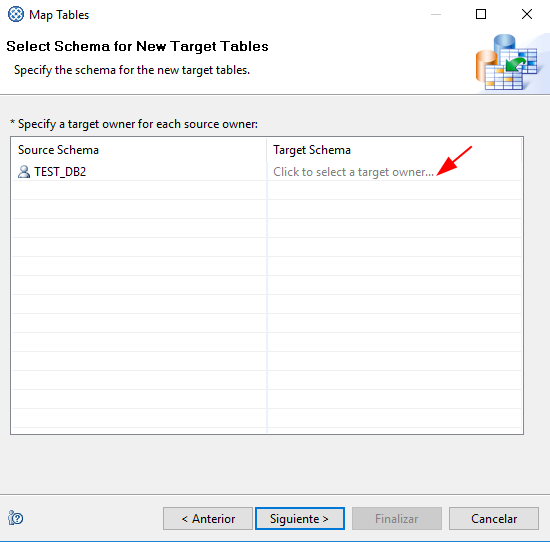 Map Tables
Select Schema for New Target Tables
Specify the schema for the new target tables.
* Specify a target owner for each source owner:
Source Schema Target Schema
TEST_DB2 Click to select a target owner...
< Anterior Siguiente > Finalizar Cancelar